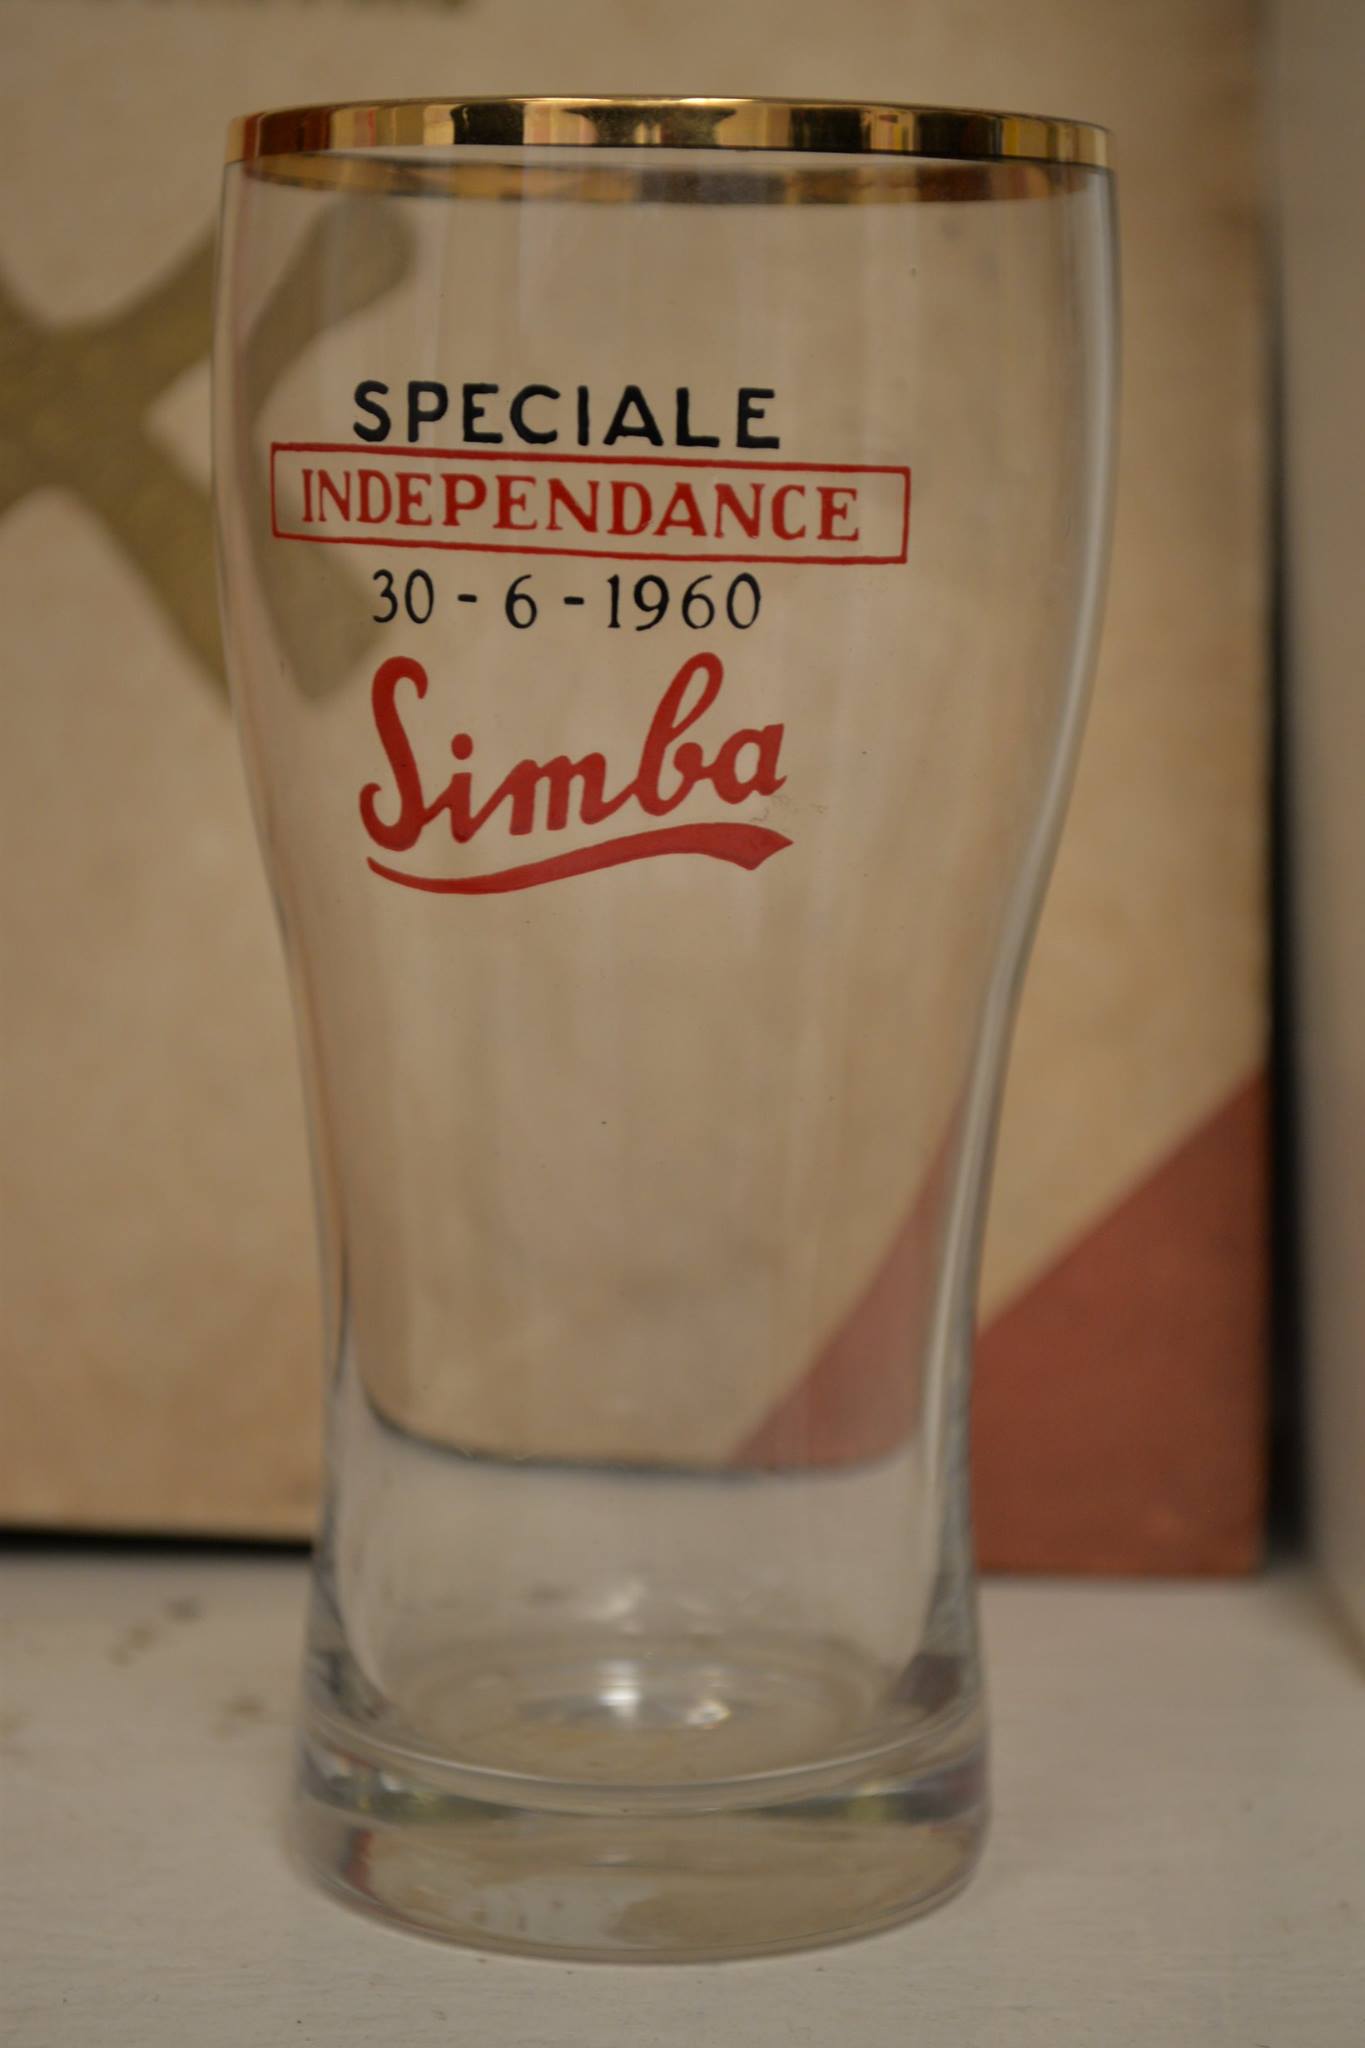 SPECIALE
INDEPENDANCE
30 - 6 - 1960
Simba